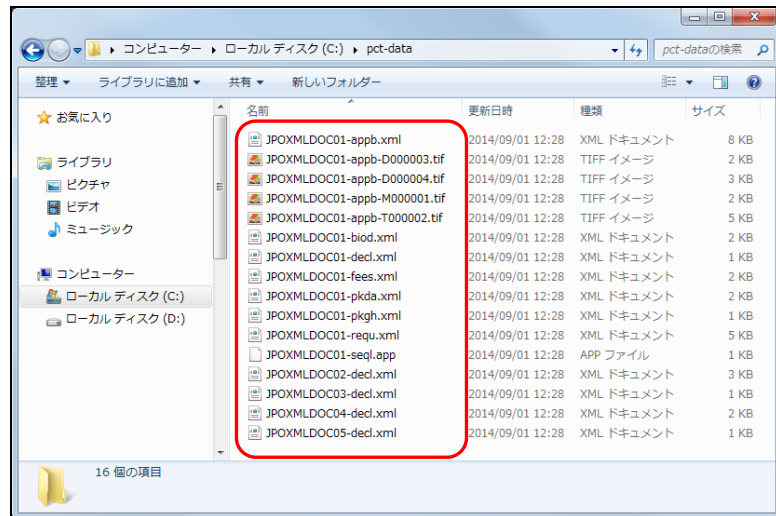 コンピューター ▸ ローカル ディスク (C:) ▸ pct-data
pct-dataの検索
整理 ▼ ライブラリに追加 ▼ 共有 ▼ 新しいフォルダー
お気に入り
ライブラリ
ピクチャ
ビデオ
ミュージック
コンピューター
ローカル ディスク (C:)
ローカル ディスク (D:)
名前 更新日時 種類 サイズ
JPOXMLDOC01-appb.xml 2014/09/01 12:28 XML ドキュメント 8 KB
JPOXMLDOC01-appb-D000003.tif 2014/09/01 12:28 TIFF イメージ 2 KB
JPOXMLDOC01-appb-D000004.tif 2014/09/01 12:28 TIFF イメージ 3 KB
JPOXMLDOC01-appb-M000001.tif 2014/09/01 12:28 TIFF イメージ 2 KB
JPOXMLDOC01-appb-T000002.tif 2014/09/01 12:28 TIFF イメージ 5 KB
JPOXMLDOC01-biod.xml 2014/09/01 12:28 XML ドキュメント 2 KB
JPOXMLDOC01-decl.xml 2014/09/01 12:28 XML ドキュメント 1 KB
JPOXMLDOC01-fees.xml 2014/09/01 12:28 XML ドキュメント 2 KB
JPOXMLDOC01-pkda.xml 2014/09/01 12:28 XML ドキュメント 2 KB
JPOXMLDOC01-pkgh.xml 2014/09/01 12:28 XML ドキュメント 1 KB
JPOXMLDOC01-requ.xml 2014/09/01 12:28 XML ドキュメント 5 KB
JPOXMLDOC01-seql.app 2014/09/01 12:28 APP ファイル 1 KB
JPOXMLDOC02-decl.xml 2014/09/01 12:28 XML ドキュメント 3 KB
JPOXMLDOC03-decl.xml 2014/09/01 12:28 XML ドキュメント 1 KB
JPOXMLDOC04-decl.xml 2014/09/01 12:28 XML ドキュメント 2 KB
JPOXMLDOC05-decl.xml 2014/09/01 12:28 XML ドキュメント 1 KB
16 個の項目